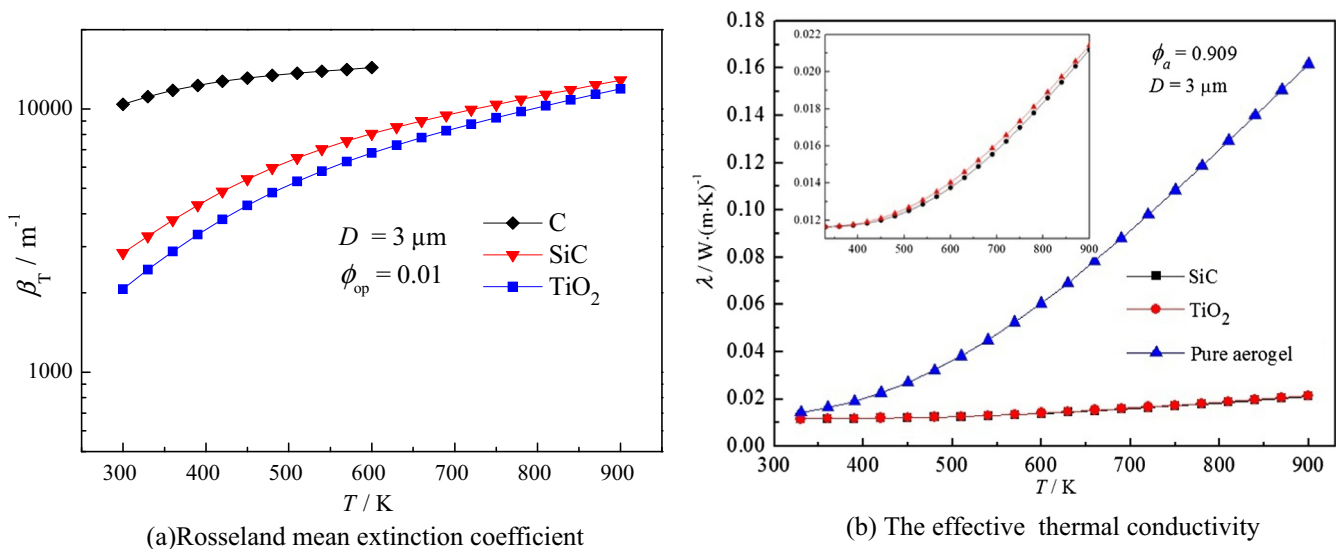 10000
1000
β_T / m⁻¹
C
SiC
TiO₂
D = 3 μm
ϕ_op = 0.01
300 400 500 600 700 800 900
T / K
(a)Rosseland mean extinction coefficient
0.18
0.16
0.14
0.12
0.10
0.08
0.06
0.04
0.02
0.00
λ / W·(m·K)⁻¹
0.022
0.020
0.018
0.016
0.014
0.012
400 500 600 700 800 900
ϕ_a = 0.909
D = 3 μm
SiC
TiO₂
Pure aerogel
300 400 500 600 700 800 900
T / K
(b) The effective thermal conductivity